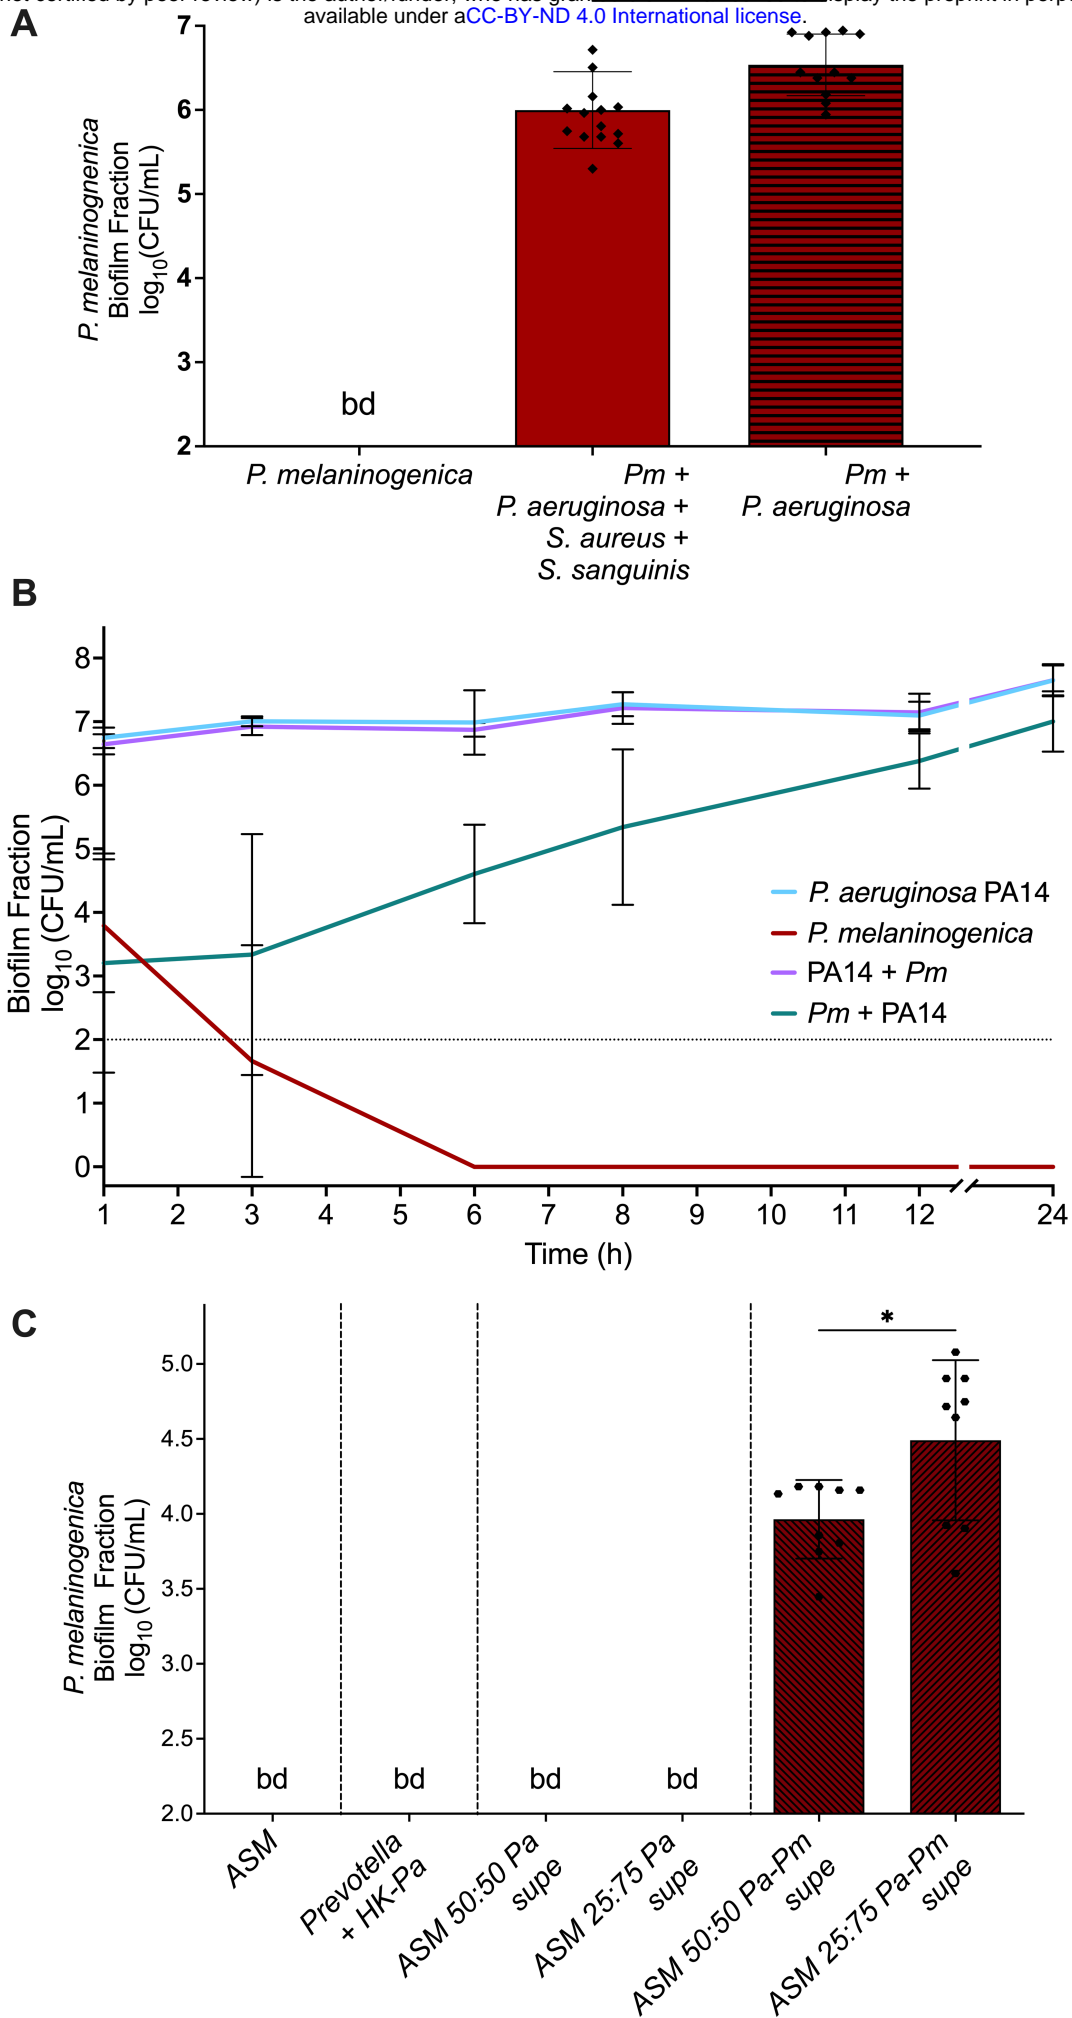 available under aCC-BY-ND 4.0 International license.
A
P. melaninognenica
Biofilm Fraction
log10(CFU/mL)
7
6
5
4
3
2
bd
P. melaninogenica
Pm +
P. aeruginosa +
S. aureus +
S. sanguinis
Pm +
P. aeruginosa
B
Biofilm Fraction
log10 (CFU/mL)
8
7
6
5
4
3
2
1
0
P. aeruginosa PA14
P. melaninogenica
PA14 + Pm
Pm + PA14
1 2 3 4 5 6 7 8 9 10 11 12 24
Time (h)
C
P. melaninogenica
Biofilm Fraction
log10 (CFU/mL)
5.0
4.5
4.0
3.5
3.0
2.5
2.0
*
bd bd bd bd
ASM
Prevotella
+ HK-Pa
ASM 50:50 Pa
supe
ASM 25:75 Pa
supe
ASM 50:50 Pa-Pm
supe
ASM 25:75 Pa-Pm
supe